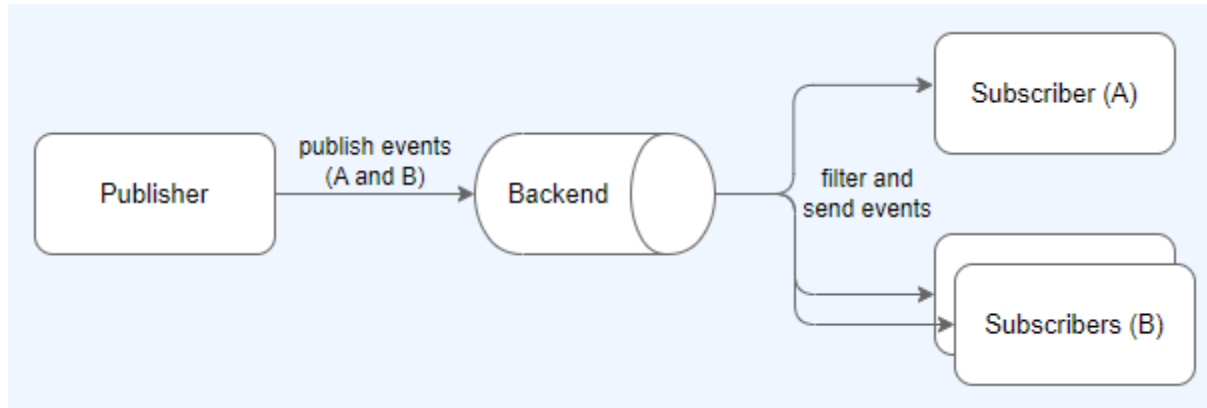 Publisher
publish events
(A and B)
Backend
filter and
send events
Subscriber (A)
Subscribers (B)